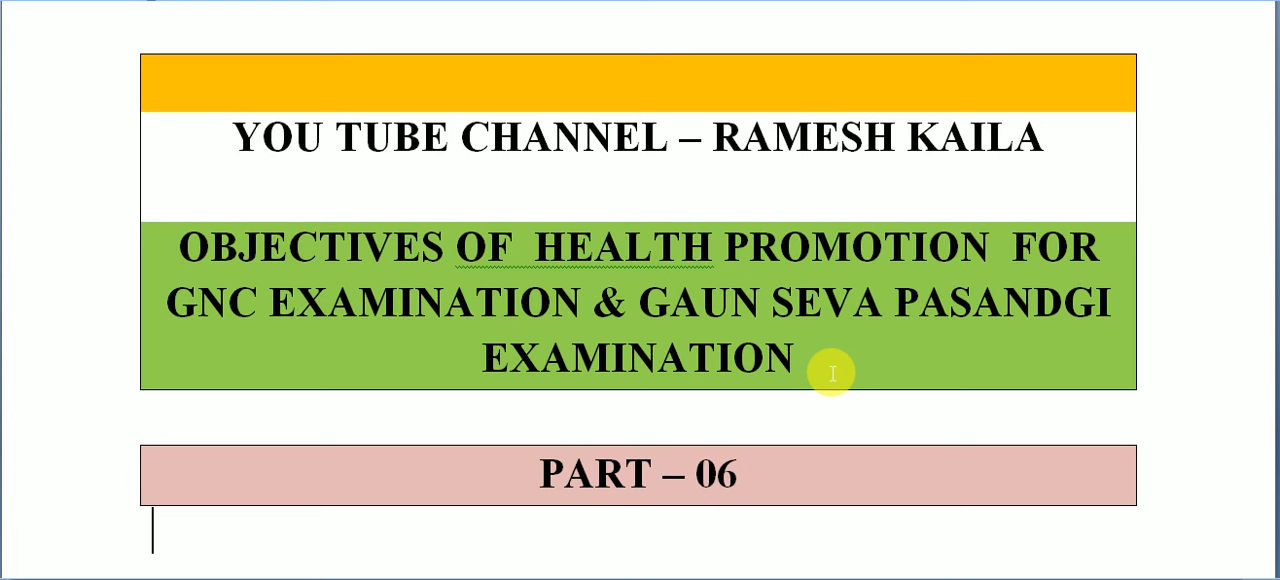 YOU TUBE CHANNEL – RAMESH KAILA
OBJECTIVES OF HEALTH PROMOTION FOR
GNC EXAMINATION & GAUN SEVA PASANDGI
EXAMINATION
PART – 06